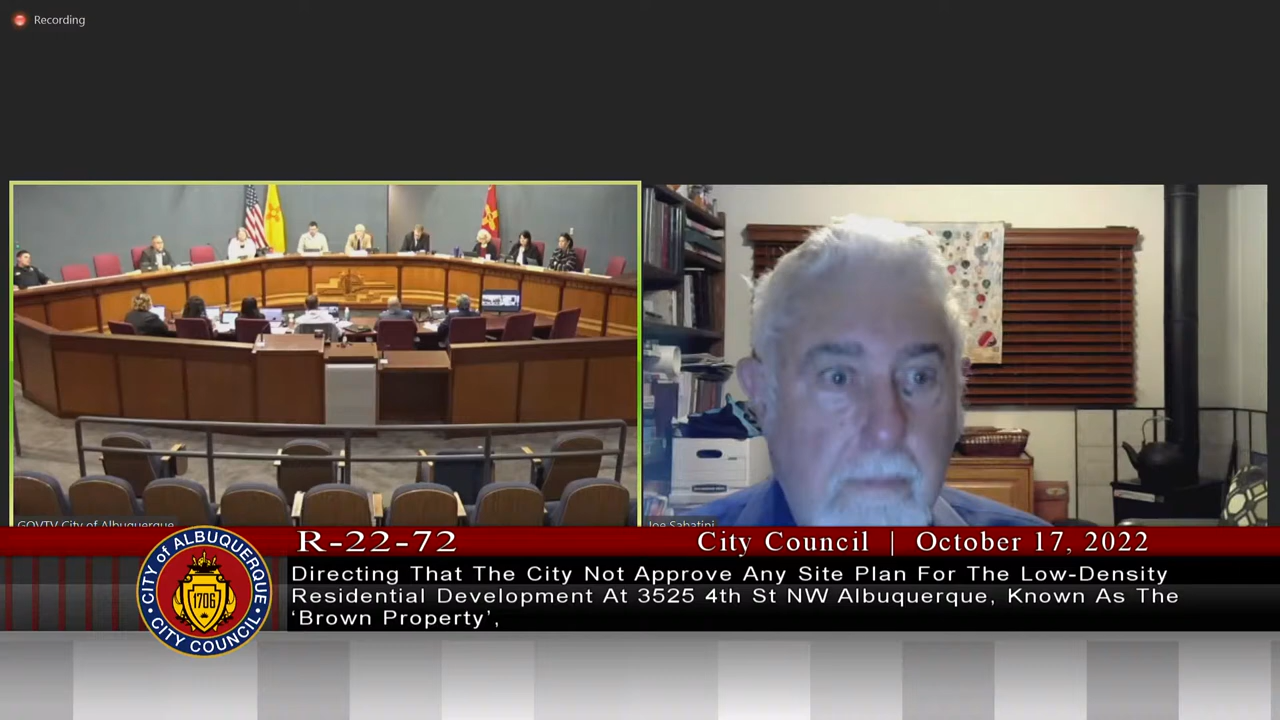 Recording
GOVTV City of Albuquerque
Joe Sabatini
R-22-72
City Council | October 17, 2022
Directing That The City Not Approve Any Site Plan For The Low-Density
Residential Development At 3525 4th St NW Albuquerque, Known As The
‘Brown Property’,
CITY of ALBUQUERQUE
1706
CITY COUNCIL